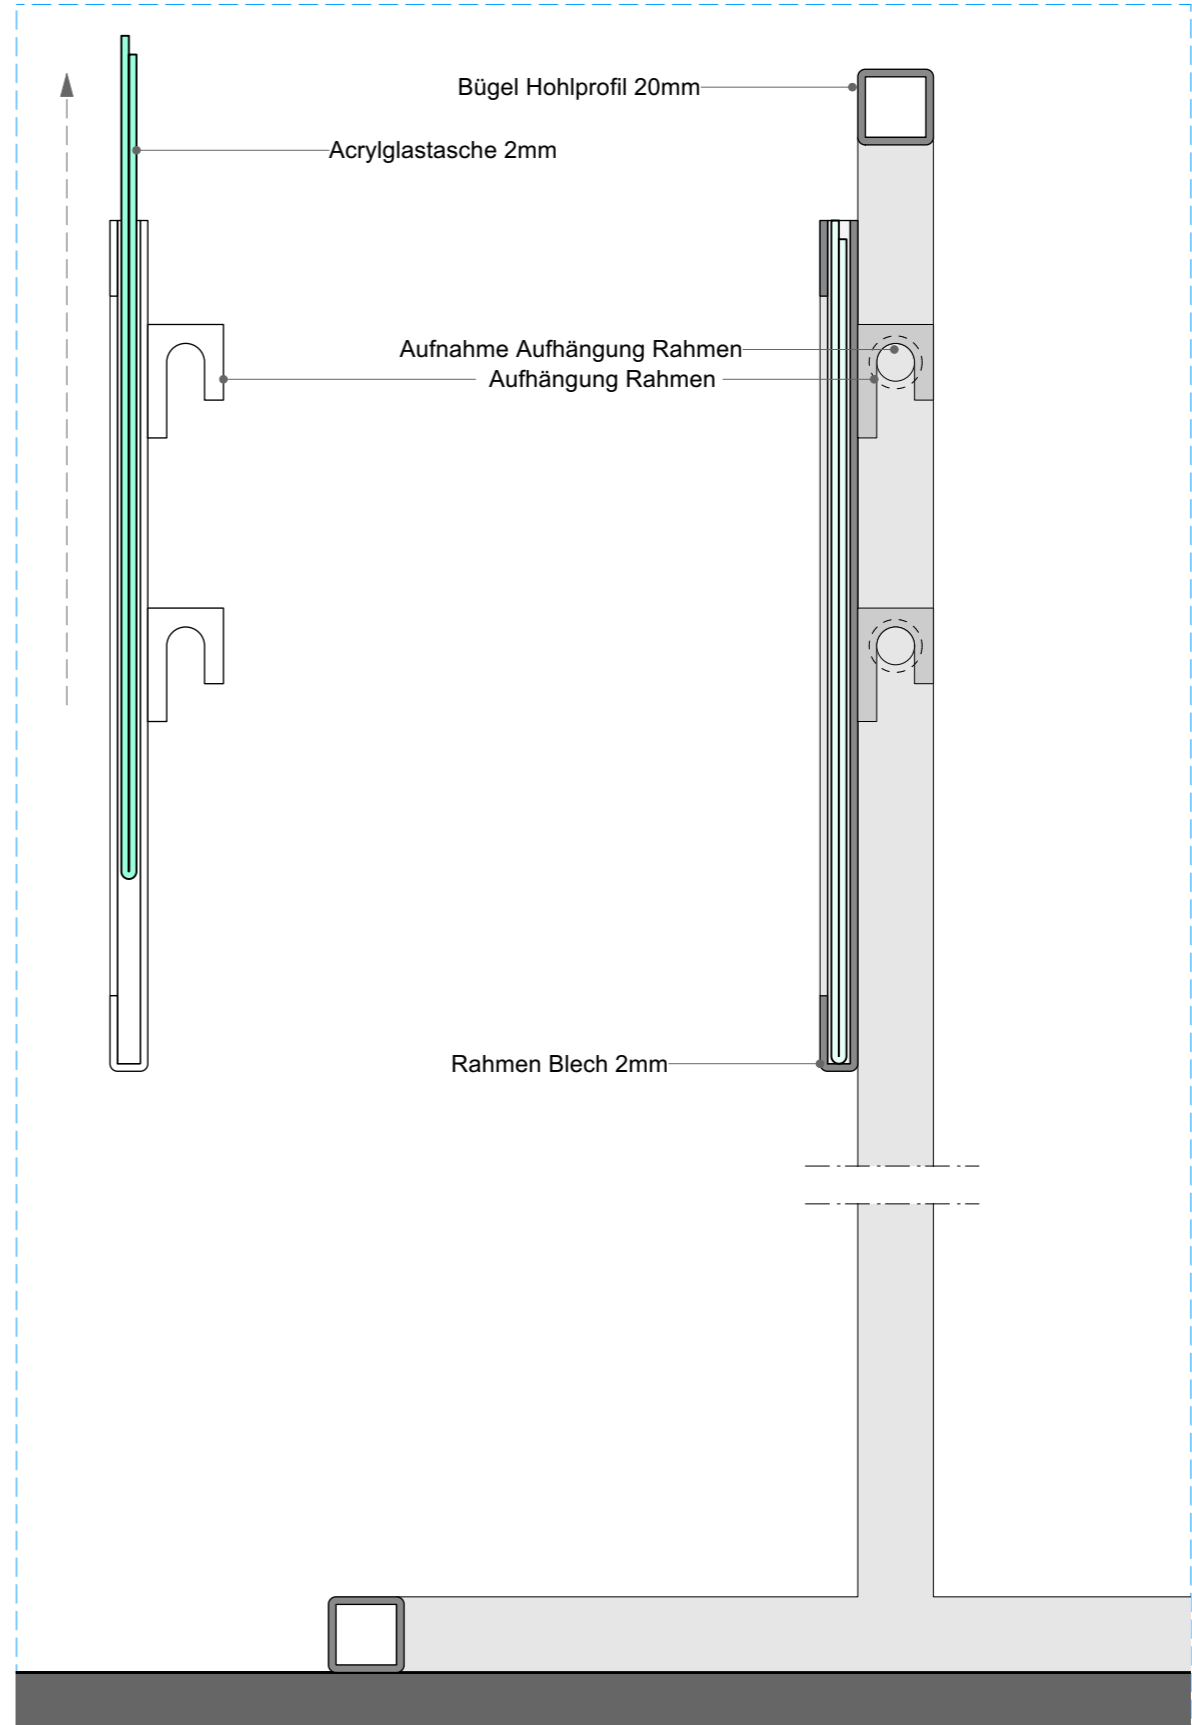 Bügel Hohlprofil 20mm
Acrylglastasche 2mm
Aufnahme Aufhängung Rahmen
Aufhängung Rahmen
Rahmen Blech 2mm